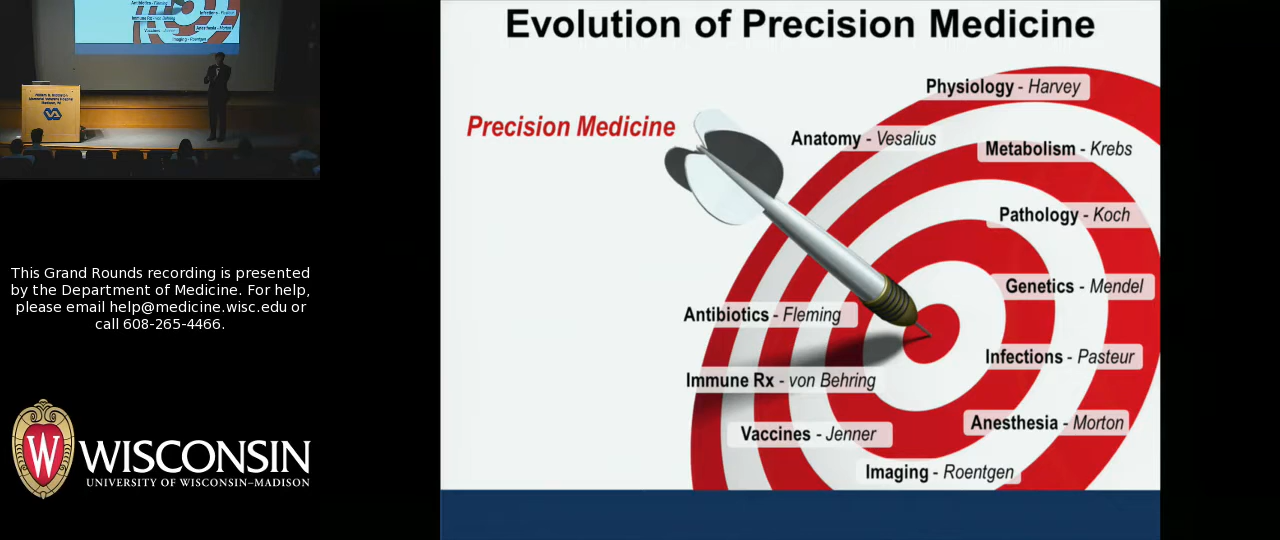 Evolution of Precision Medicine
Precision Medicine
Physiology - Harvey
Anatomy - Vesalius
Metabolism - Krebs
Pathology - Koch
Genetics - Mendel
Antibiotics - Fleming
Infections - Pasteur
Immune Rx - von Behring
Anesthesia - Morton
Vaccines - Jenner
Imaging - Roentgen
This Grand Rounds recording is presented
by the Department of Medicine. For help,
please email help@medicine.wisc.edu or
call 608-265-4466.
W
WISCONSIN
UNIVERSITY OF WISCONSIN–MADISON